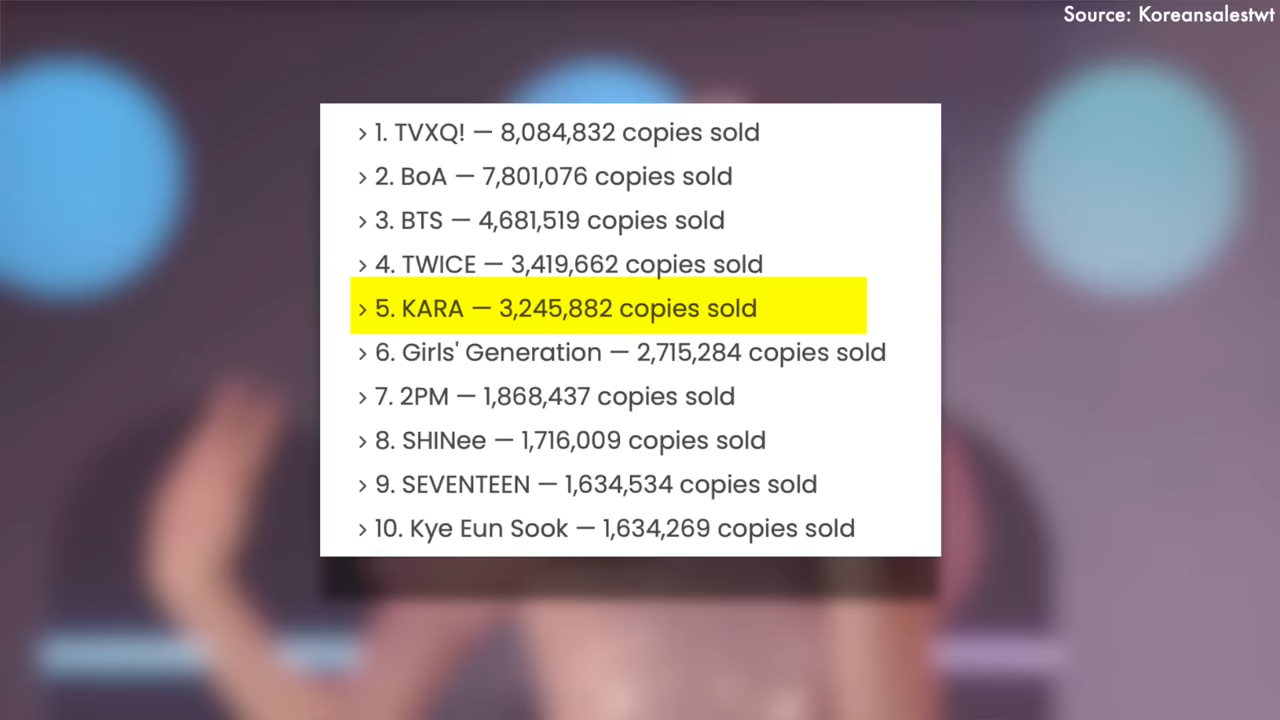 Source: Koreansalestwt
› 1. TVXQ! — 8,084,832 copies sold
› 2. BoA — 7,801,076 copies sold
› 3. BTS — 4,681,519 copies sold
› 4. TWICE — 3,419,662 copies sold
› 5. KARA — 3,245,882 copies sold
› 6. Girls' Generation — 2,715,284 copies sold
› 7. 2PM — 1,868,437 copies sold
› 8. SHINee — 1,716,009 copies sold
› 9. SEVENTEEN — 1,634,534 copies sold
› 10. Kye Eun Sook — 1,634,269 copies sold